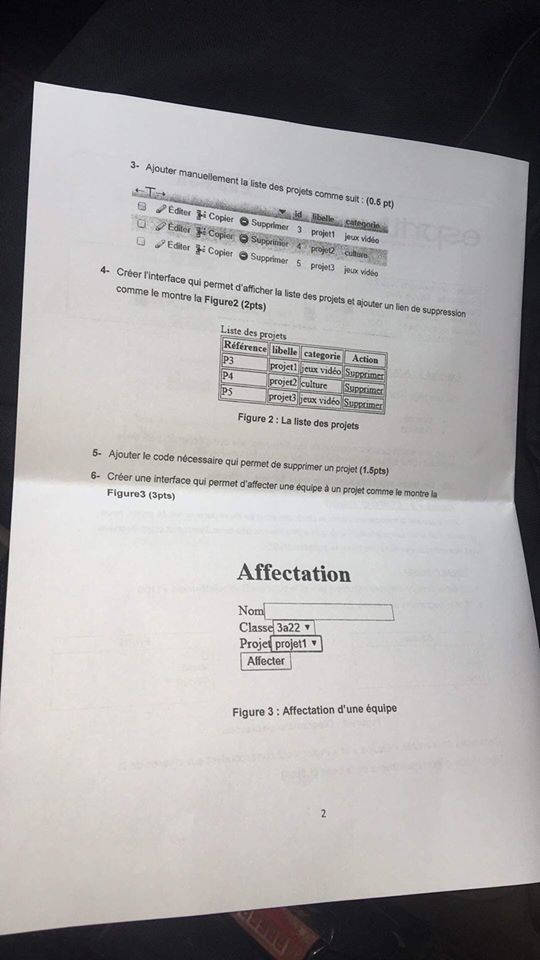 3- Ajouter manuellement la liste des projets comme suit : (0.5 pt)
←T→ id libelle categorie
Éditer Copier Supprimer 3 projet1 jeux vidéo
Éditer Copier Supprimer 4 projet2 culture
Éditer Copier Supprimer 5 projet3 jeux vidéo
4- Créer l'interface qui permet d'afficher la liste des projets et ajouter un lien de suppression
comme le montre la Figure2 (2pts)
Liste des projets
Référence libelle categorie Action
P3 projet1 jeux vidéo Supprimer
P4 projet2 culture Supprimer
P5 projet3 jeux vidéo Supprimer
Figure 2 : La liste des projets
5- Ajouter le code nécessaire qui permet de supprimer un projet (1.5pts)
6- Créer une interface qui permet d'affecter une équipe à un projet comme le montre la
Figure3 (3pts)
Affectation
Nom
Classe 3a22
Projet projet1
Affecter
Figure 3 : Affectation d'une équipe
2